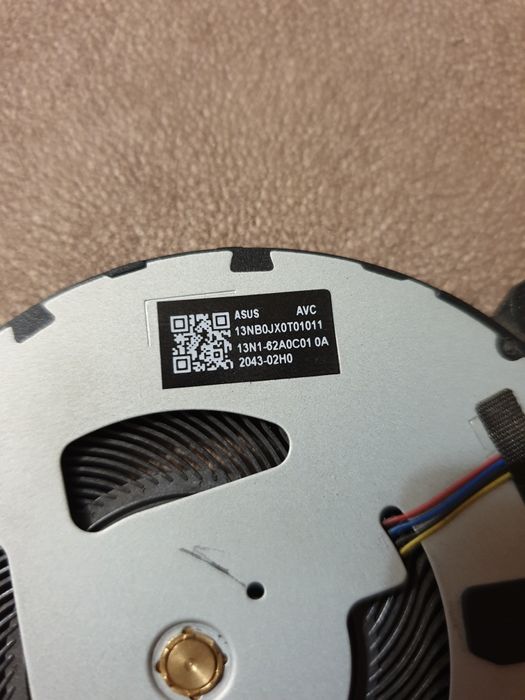 ASUS AVC
13NB0JX0T01011
13N1-62A0C01 0A
2043-02H0